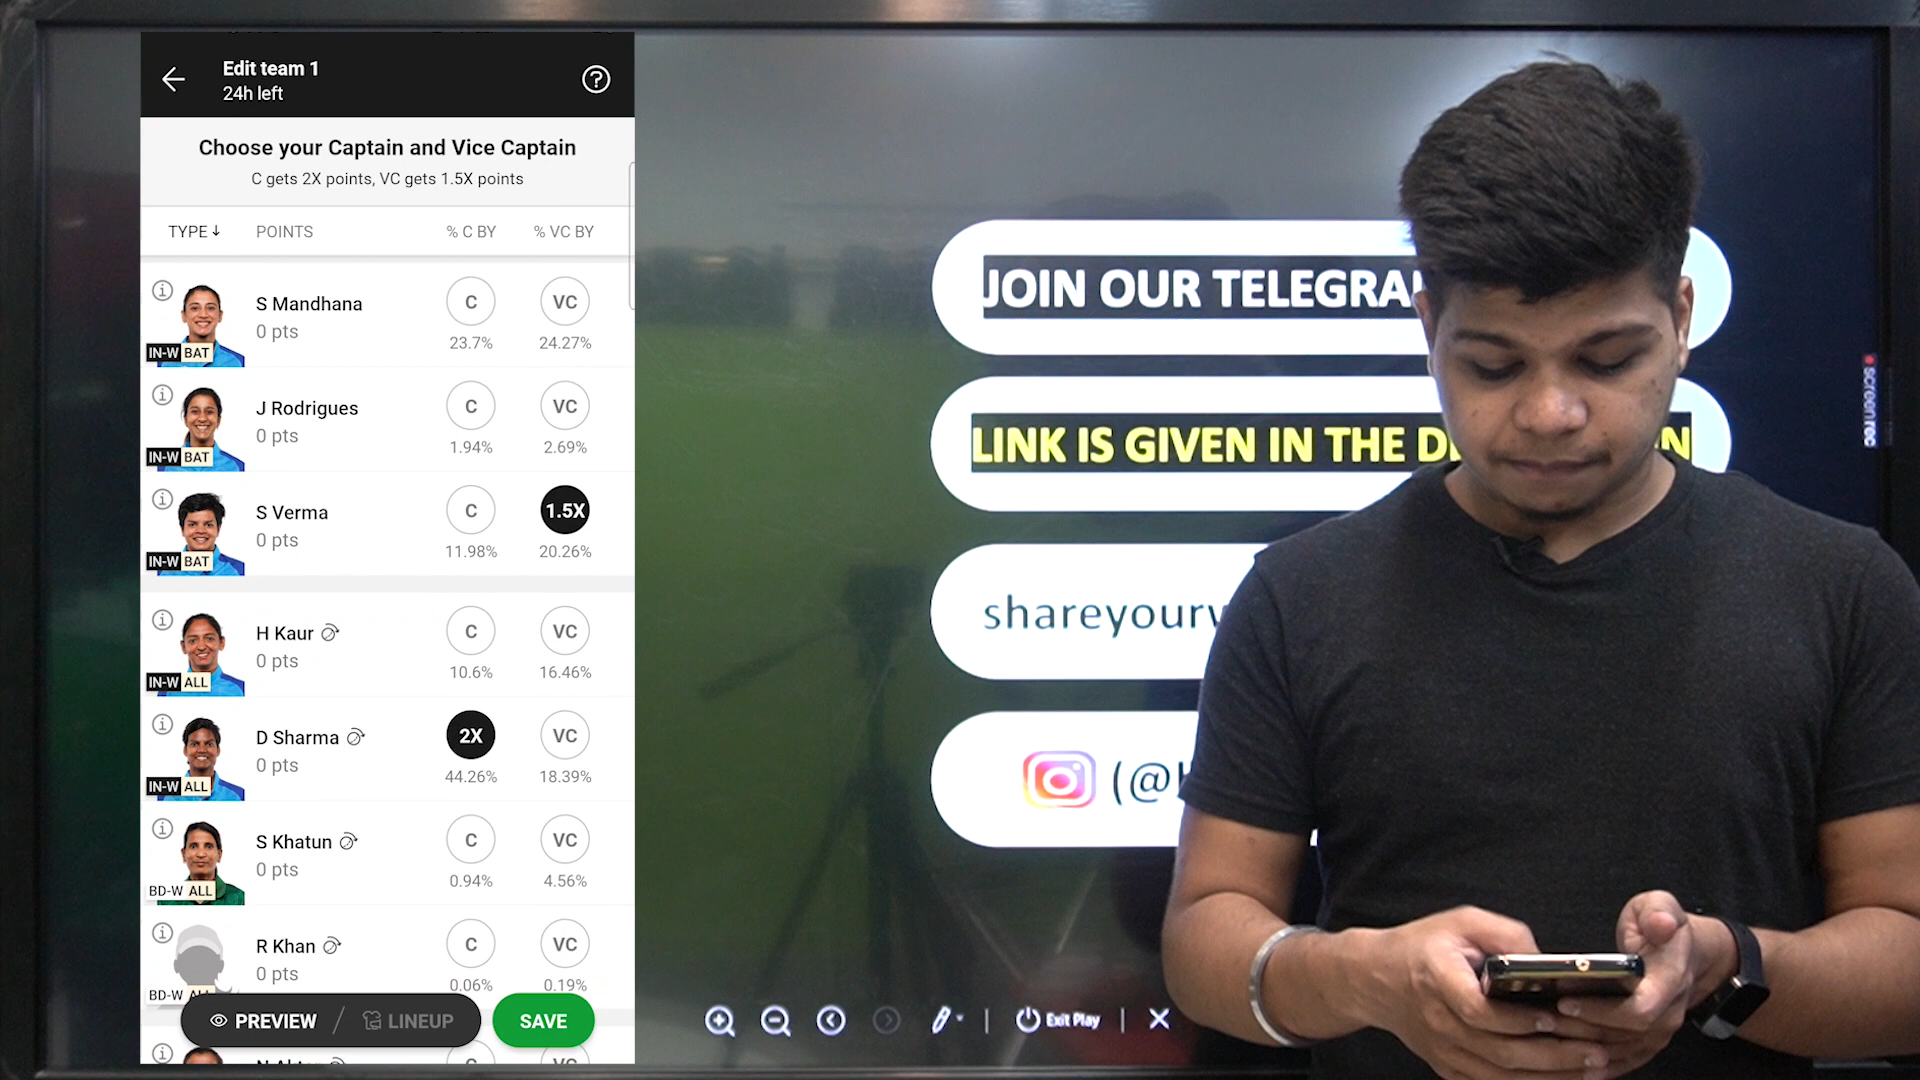 Edit team 1
24h left
Choose your Captain and Vice Captain
C gets 2X points, VC gets 1.5X points
TYPE↓ POINTS % C BY % VC BY
S Mandhana
0 pts
C VC
23.7% 24.27%
IN-W BAT
J Rodrigues
0 pts
C VC
1.94% 2.69%
IN-W BAT
S Verma
0 pts
C 1.5X
11.98% 20.26%
IN-W BAT
H Kaur
0 pts
C VC
10.6% 16.46%
IN-W ALL
D Sharma
0 pts
2X VC
44.26% 18.39%
IN-W ALL
S Khatun
0 pts
C VC
0.94% 4.56%
BD-W ALL
R Khan
0 pts
C VC
0.06% 0.19%
BD-W ALL
PREVIEW / LINEUP
SAVE
C VC
JOIN OUR
LINK IS GIVEN IN THE
(@
Exit Play
screenrec